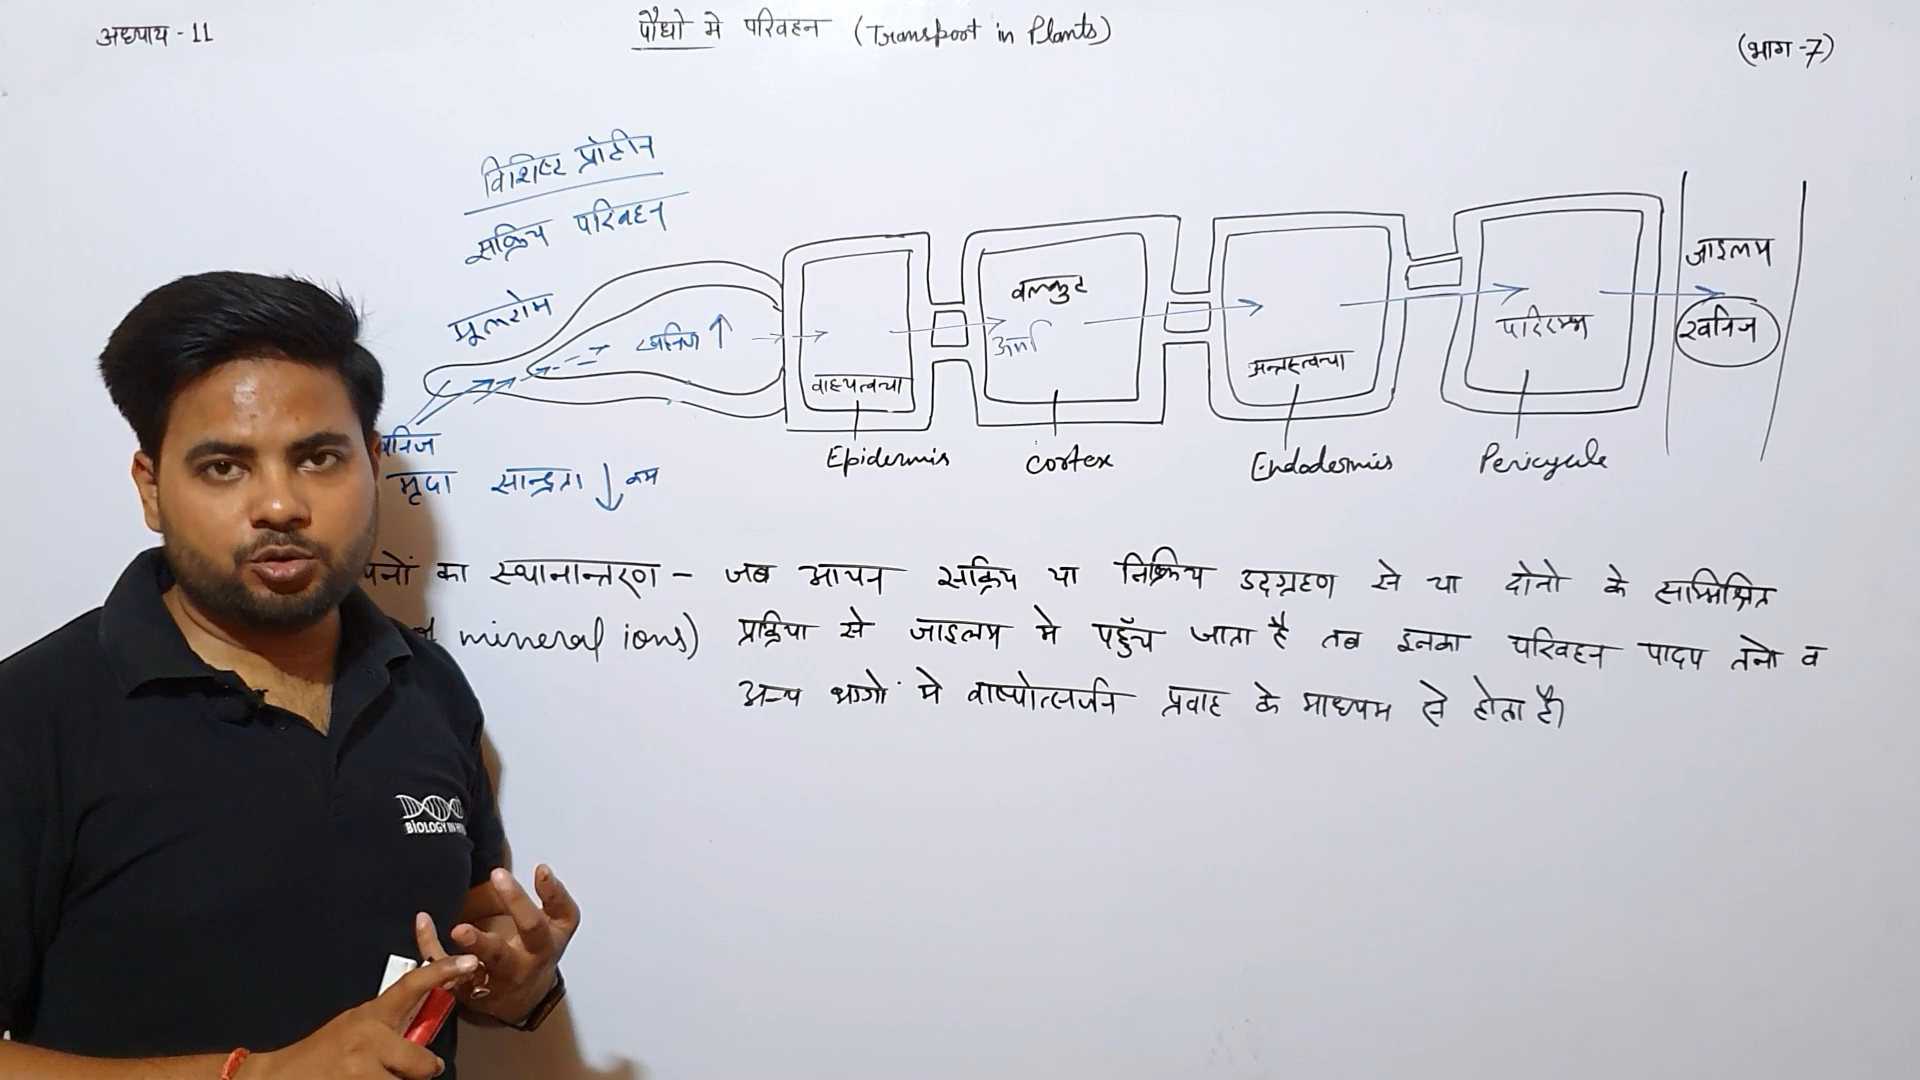 अध्याय - 11
पौधो मे परिवहन (Transport in Plants)
(भाग -7)
विशिष्ट प्रोटीन
सक्रिय परिवहन
मूलरोम
खनिज ↑
वाह्यत्वचा
वल्कुट
ऊर्जा
अन्तस्त्वचा
परिरम्भ
जाइलम
खनिज
Epidermis
cortex
Endodermis
Pericycle
मृदा सान्द्रता ↓ कम
का स्थानान्तरण – जब आयन सक्रिय या निष्क्रिय उद्ग्रहण से या दोनो के सम्मिश्रित
mineral ions) प्रक्रिया से जाइलम मे पहुँच जाता है तब इनका परिवहन पादप तनो व
अन्य भागो मे वाष्पोत्सर्जन प्रवाह के माध्यम से होता है।
BIOLOGY IN